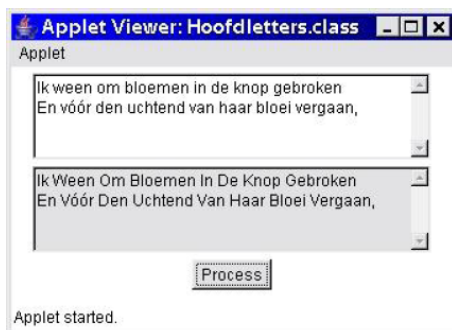 Applet Viewer: Hoofdletters.class
Applet
Ik ween om bloemen in de knop gebroken
En vóór den uchtend van haar bloei vergaan,
Ik Ween Om Bloemen In De Knop Gebroken
En Vóór Den Uchtend Van Haar Bloei Vergaan,
Process
Applet started.